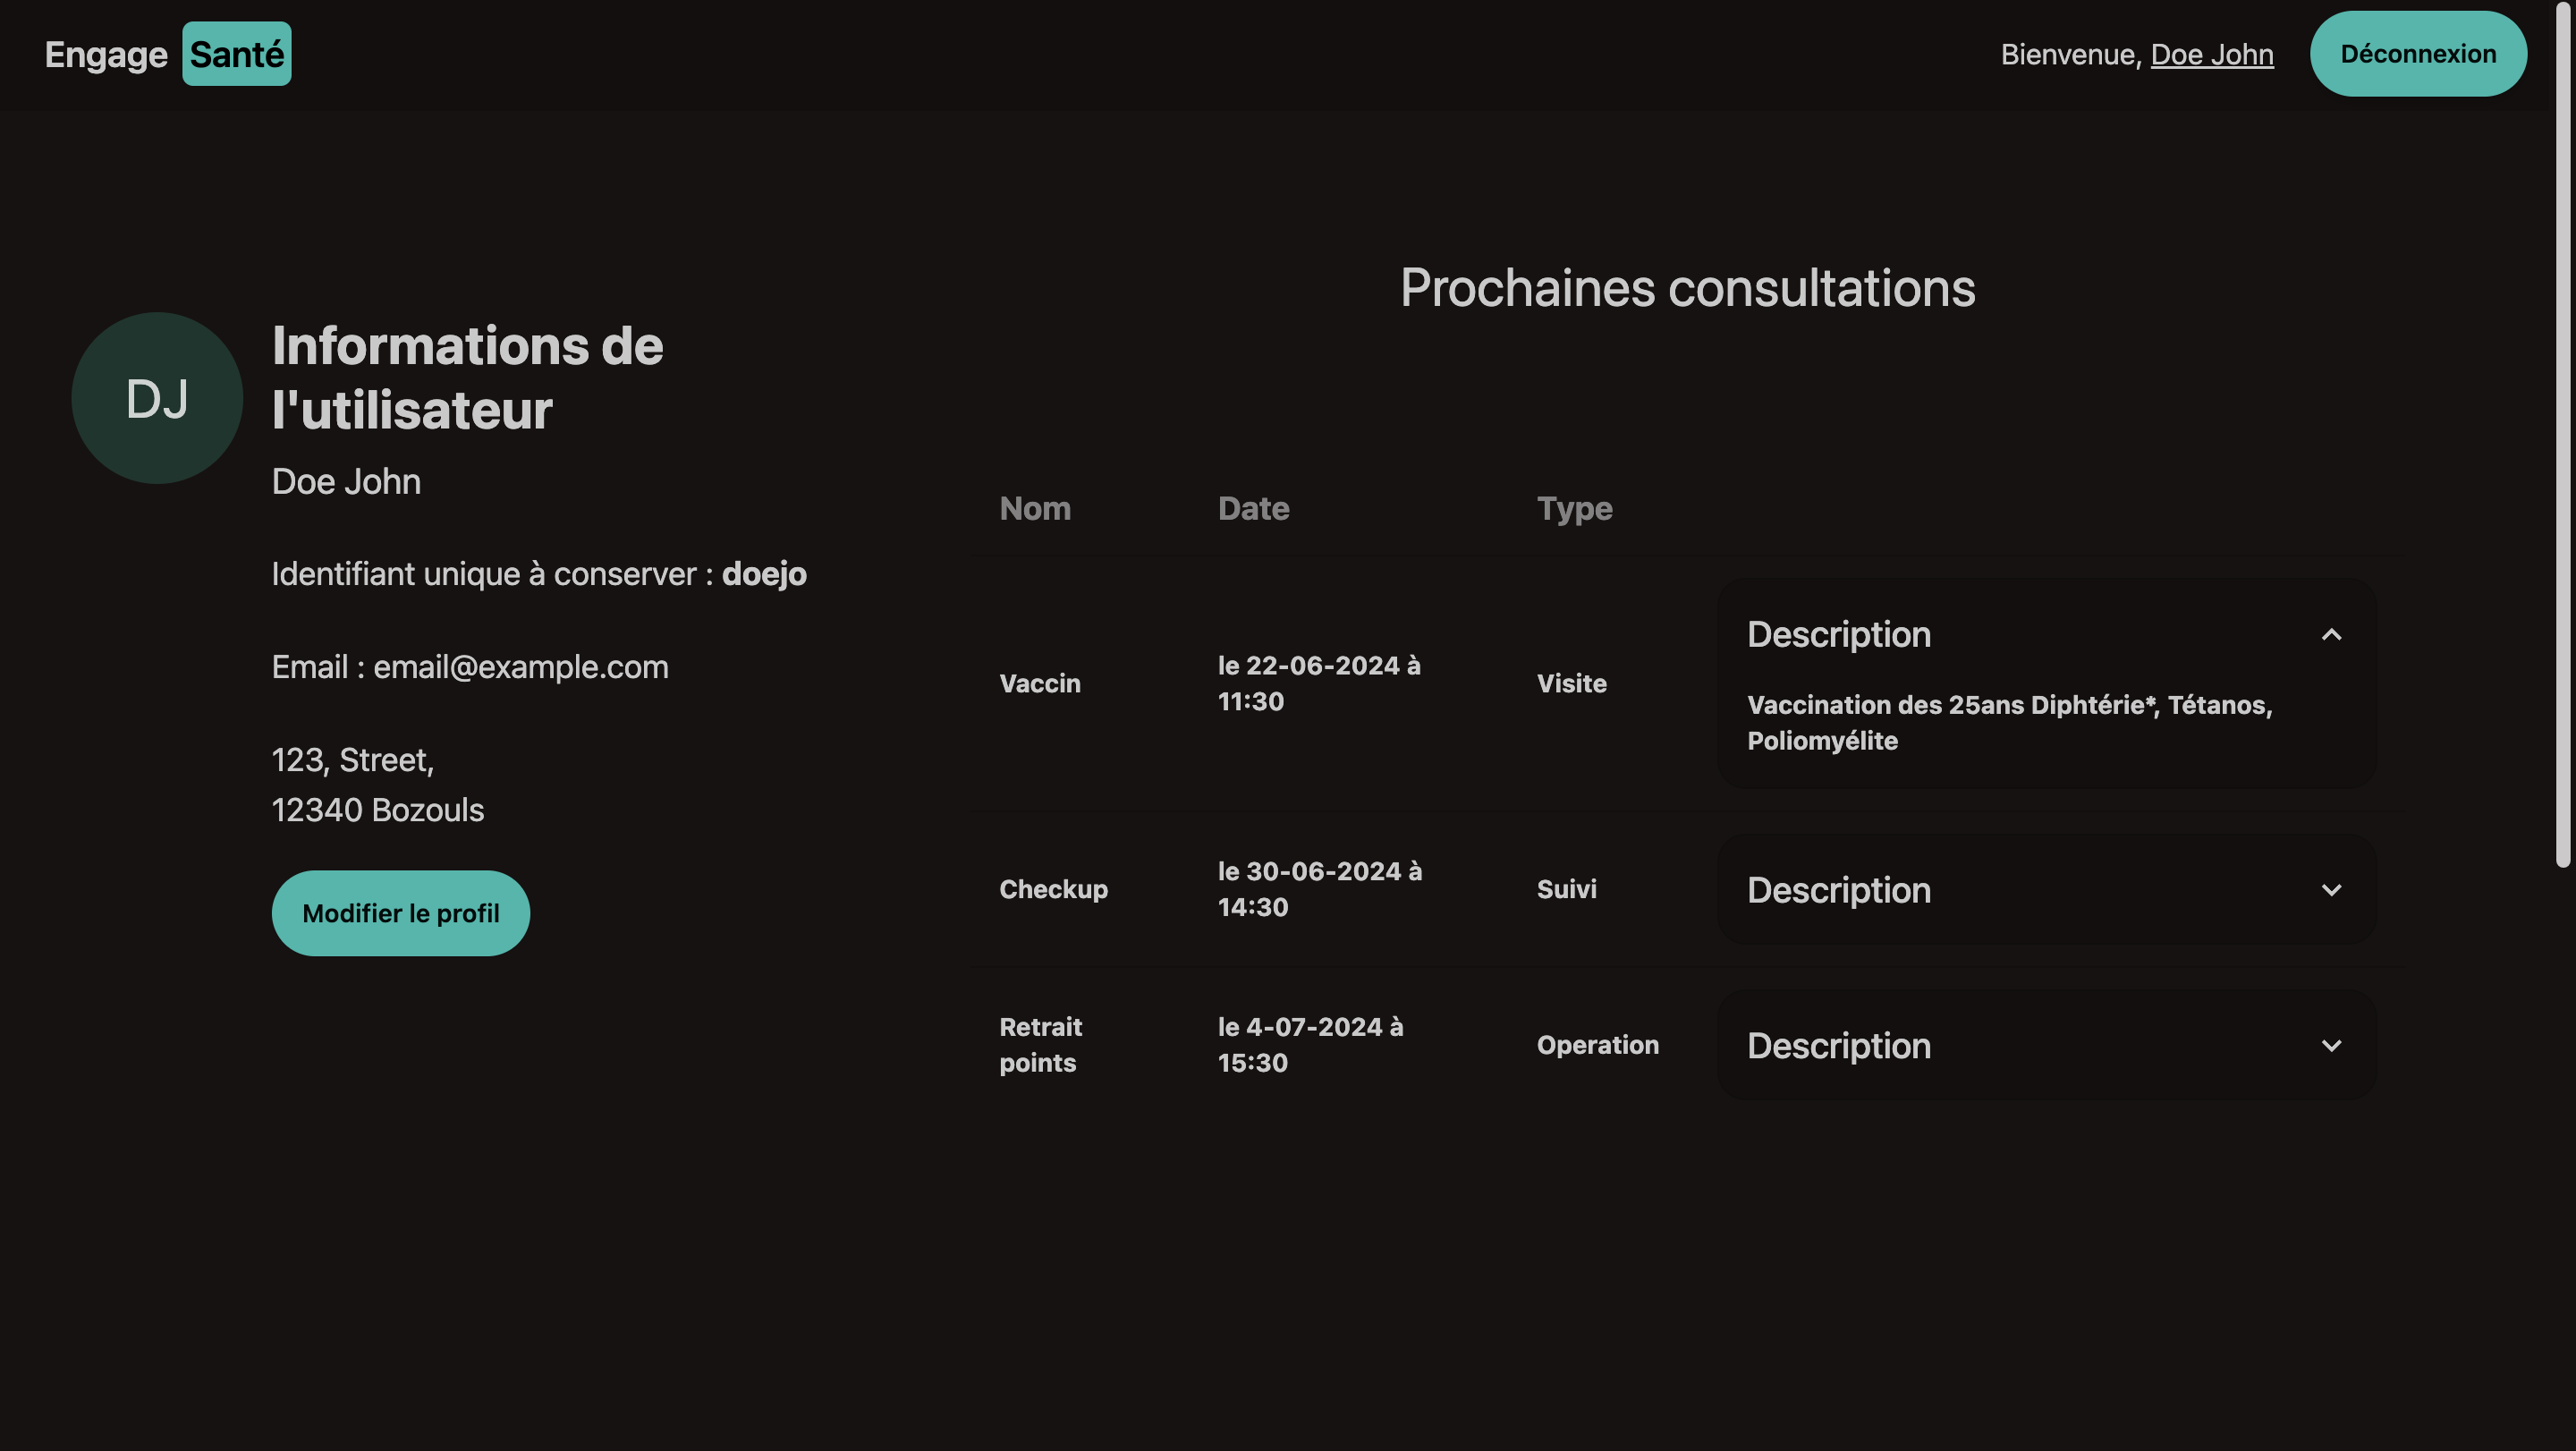 Engage Santé
Bienvenue, Doe John
Déconnexion
DJ
Informations de
l'utilisateur
Doe John
Identifiant unique à conserver : doejo
Email : email@example.com
123, Street,
12340 Bozouls
Modifier le profil
Prochaines consultations
Nom Date Type
Vaccin
le 22-06-2024 à
11:30
Visite
Description
Vaccination des 25ans Diphtérie*, Tétanos,
Poliomyélite
Checkup
le 30-06-2024 à
14:30
Suivi
Description
Retrait
points
le 4-07-2024 à
15:30
Operation
Description